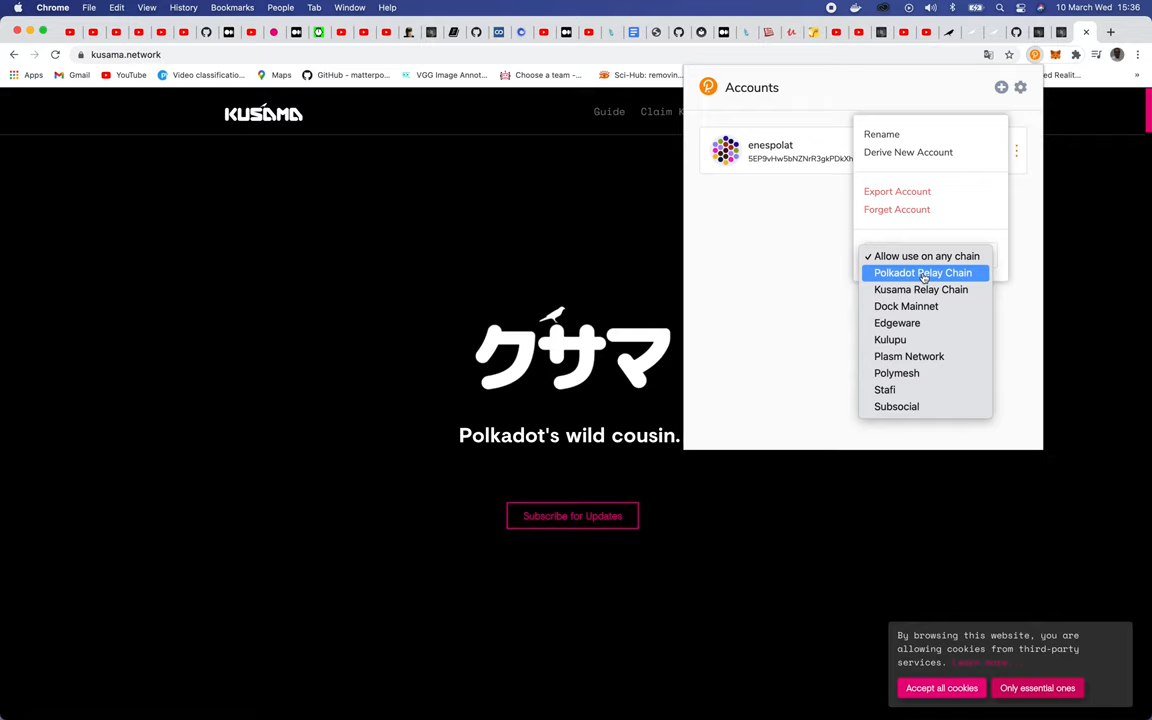 Chrome File Edit View History Bookmarks People Tab Window Help
10 March Wed 15:36
kusama.network
Apps Gmail YouTube Video classificatio... Maps GitHub - matterpo... VGG Image Annot... Choose a team -... Sci-Hub: removin... ed Realit... »
KUSAMA
Guide Claim K
Accounts
enespolat
5EP9vHw5bNZNrR3gkPDkXh
Rename
Derive New Account
Export Account
Forget Account
✓ Allow use on any chain
Polkadot Relay Chain
Kusama Relay Chain
Dock Mainnet
Edgeware
Kulupu
Plasm Network
Polymesh
Stafi
Subsocial
クサマ
Polkadot's wild cousin.
Subscribe for Updates
By browsing this website, you are
allowing cookies from third-party
services. Learn more...
Accept all cookies Only essential ones